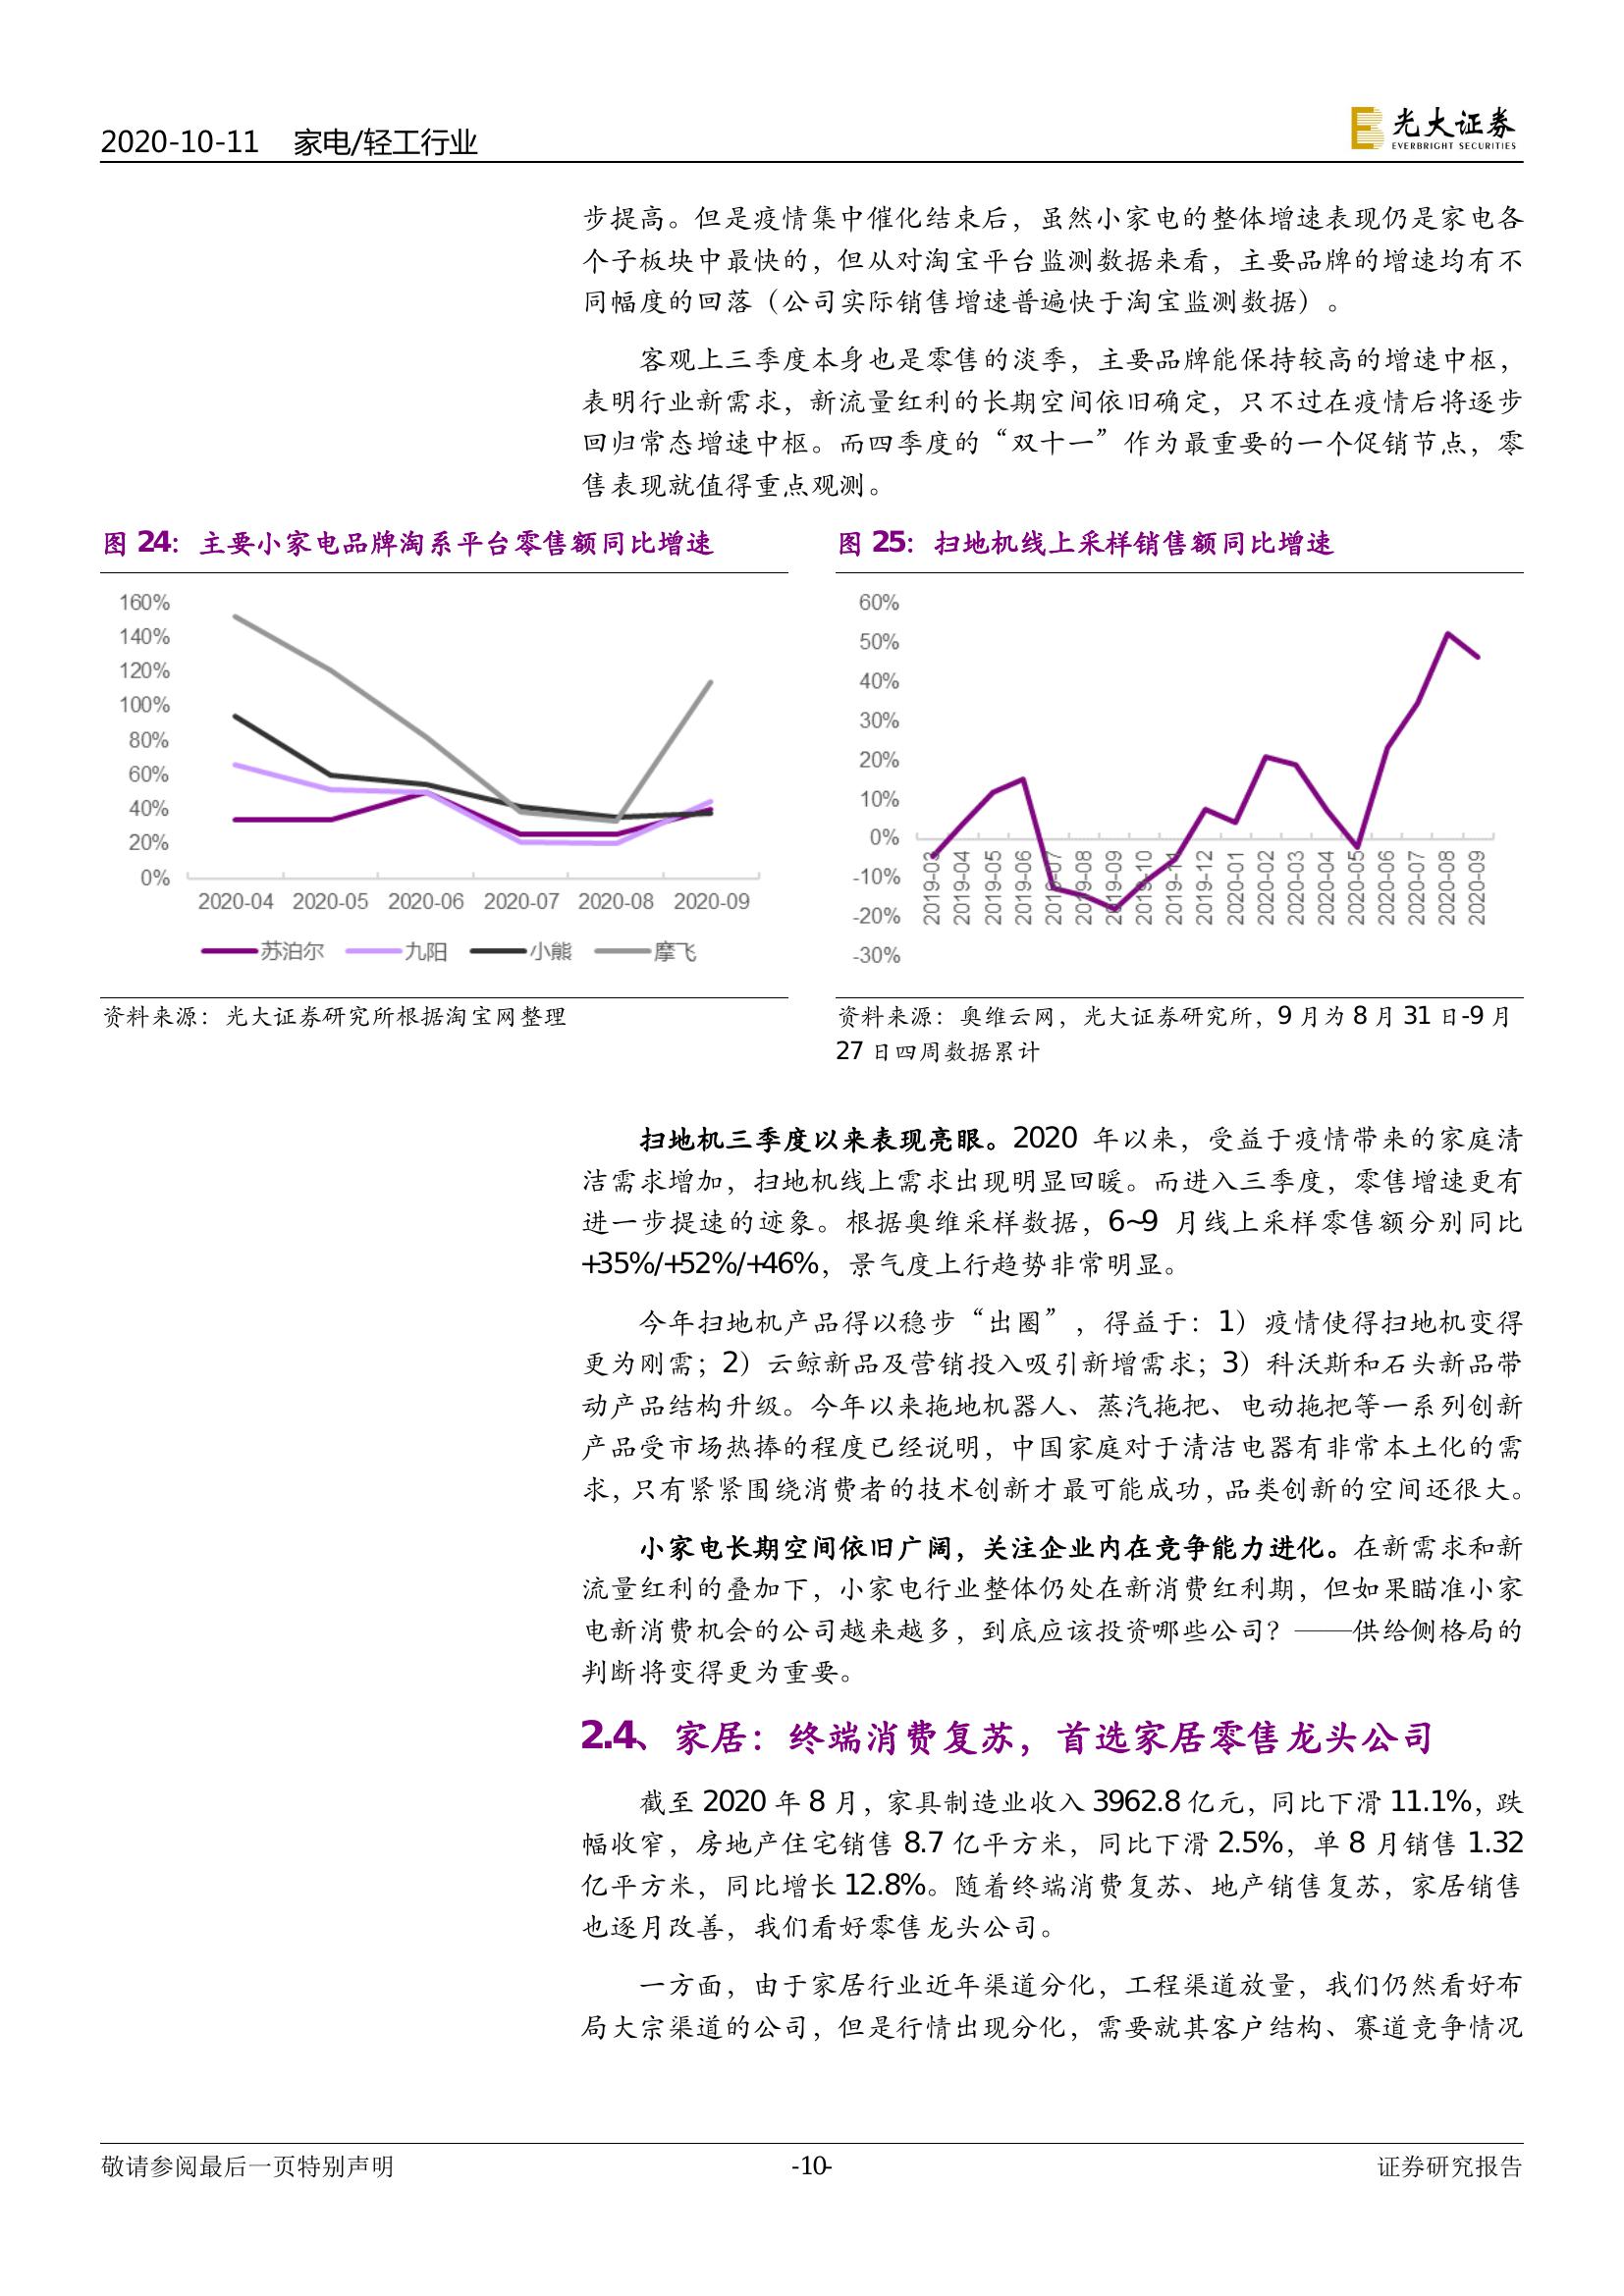 2020-10-11 家电/轻工行业
光大证券
EVERBRIGHT SECURITIES
步提高。但是疫情集中催化结束后，虽然小家电的整体增速表现仍是家电各
个子板块中最快的，但从对淘宝平台监测数据来看，主要品牌的增速均有不
同幅度的回落（公司实际销售增速普遍快于淘宝监测数据）。
客观上三季度本身也是零售的淡季，主要品牌能保持较高的增速中枢，
表明行业新需求，新流量红利的长期空间依旧确定，只不过在疫情后将逐步
回归常态增速中枢。而四季度的“双十一”作为最重要的一个促销节点，零
售表现就值得重点观测。
图 24：主要小家电品牌淘系平台零售额同比增速
160%
140%
120%
100%
80%
60%
40%
20%
0%
2020-04 2020-05 2020-06 2020-07 2020-08 2020-09
苏泊尔 九阳 小熊 摩飞
资料来源：光大证券研究所根据淘宝网整理
图 25：扫地机线上采样销售额同比增速
60%
50%
40%
30%
20%
10%
0%
-10%
-20%
-30%
2019-03 2019-04 2019-05 2019-06 2019-07 2019-08 2019-09 2019-10 2019-11 2019-12 2020-01 2020-02 2020-03 2020-04 2020-05 2020-06 2020-07 2020-08 2020-09
资料来源：奥维云网，光大证券研究所，9 月为 8 月 31 日-9 月
27 日四周数据累计
扫地机三季度以来表现亮眼。2020 年以来，受益于疫情带来的家庭清
洁需求增加，扫地机线上需求出现明显回暖。而进入三季度，零售增速更有
进一步提速的迹象。根据奥维采样数据，6~9 月线上采样零售额分别同比
+35%/+52%/+46%，景气度上行趋势非常明显。
今年扫地机产品得以稳步“出圈”，得益于：1）疫情使得扫地机变得
更为刚需；2）云鲸新品及营销投入吸引新增需求；3）科沃斯和石头新品带
动产品结构升级。今年以来拖地机器人、蒸汽拖把、电动拖把等一系列创新
产品受市场热捧的程度已经说明，中国家庭对于清洁电器有非常本土化的需
求，只有紧紧围绕消费者的技术创新才最可能成功，品类创新的空间还很大。
小家电长期空间依旧广阔，关注企业内在竞争能力进化。在新需求和新
流量红利的叠加下，小家电行业整体仍处在新消费红利期，但如果瞄准小家
电新消费机会的公司越来越多，到底应该投资哪些公司？——供给侧格局的
判断将变得更为重要。
2.4、家居：终端消费复苏，首选家居零售龙头公司
截至 2020 年 8 月，家具制造业收入 3962.8 亿元，同比下滑 11.1%，跌
幅收窄，房地产住宅销售 8.7 亿平方米，同比下滑 2.5%，单 8 月销售 1.32
亿平方米，同比增长 12.8%。随着终端消费复苏、地产销售复苏，家居销售
也逐月改善，我们看好零售龙头公司。
一方面，由于家居行业近年渠道分化，工程渠道放量，我们仍然看好布
局大宗渠道的公司，但是行情出现分化，需要就其客户结构、赛道竞争情况
敬请参阅最后一页特别声明 -10- 证券研究报告